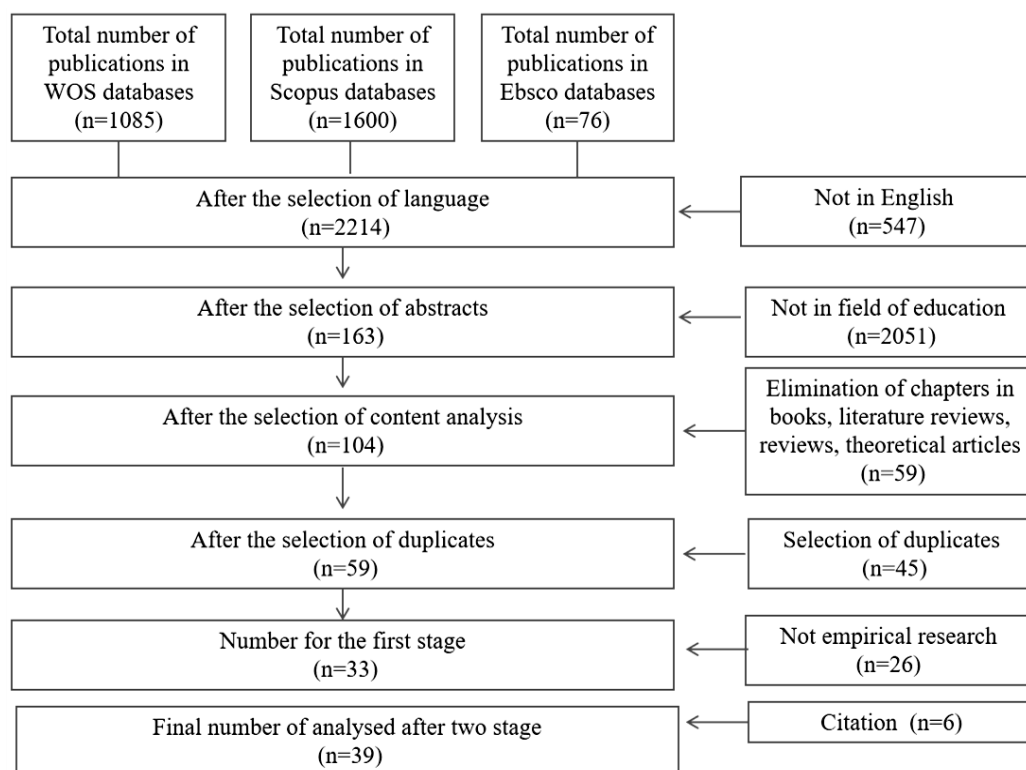 Total number of
publications in
WOS databases
(n=1085)
Total number of
publications in
Scopus databases
(n=1600)
Total number of
publications in
Ebsco databases
(n=76)
After the selection of language
(n=2214)
Not in English
(n=547)
After the selection of abstracts
(n=163)
Not in field of education
(n=2051)
After the selection of content analysis
(n=104)
Elimination of chapters in
books, literature reviews,
reviews, theoretical articles
(n=59)
After the selection of duplicates
(n=59)
Selection of duplicates
(n=45)
Number for the first stage
(n=33)
Not empirical research
(n=26)
Final number of analysed after two stage
(n=39)
Citation (n=6)